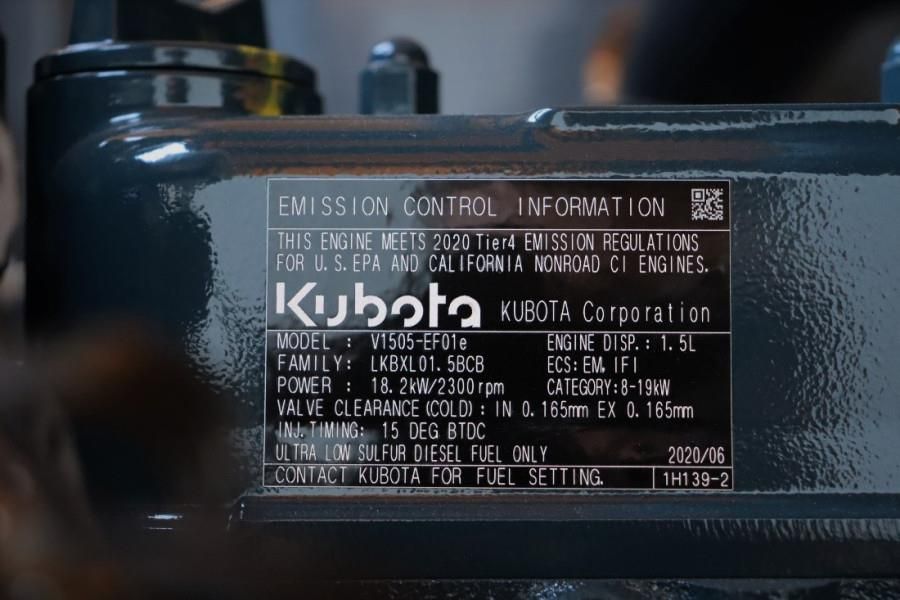 EMISSION CONTROL INFORMATION
THIS ENGINE MEETS 2020 Tier4 EMISSION REGULATIONS
FOR U.S.EPA AND CALIFORNIA NONROAD CI ENGINES.
Kubota KUBOTA Corporation
MODEL : V1505-EF01e ENGINE DISP.: 1.5L
FAMILY: LKBXL01.5BCB ECS: EM, IFI
POWER : 18.2kW/2300rpm CATEGORY:8-19kW
VALVE CLEARANCE (COLD) : IN 0.165mm EX 0.165mm
INJ.TIMING: 15 DEG BTDC
ULTRA LOW SULFUR DIESEL FUEL ONLY 2020/06
CONTACT KUBOTA FOR FUEL SETTING. 1H139-2